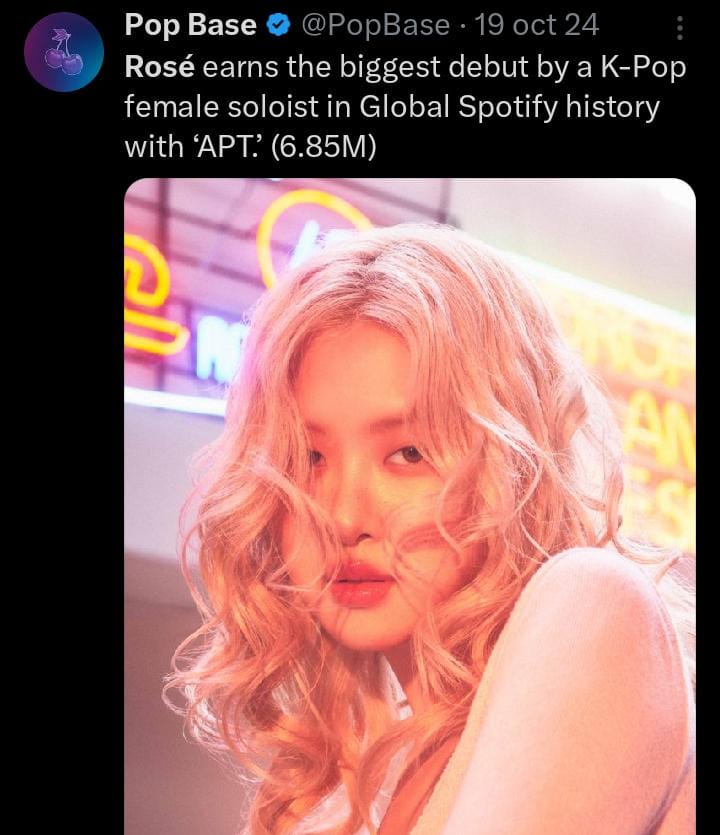 Pop Base @PopBase · 19 oct 24
Rosé earns the biggest debut by a K-Pop
female soloist in Global Spotify history
with ‘APT.’ (6.85M)